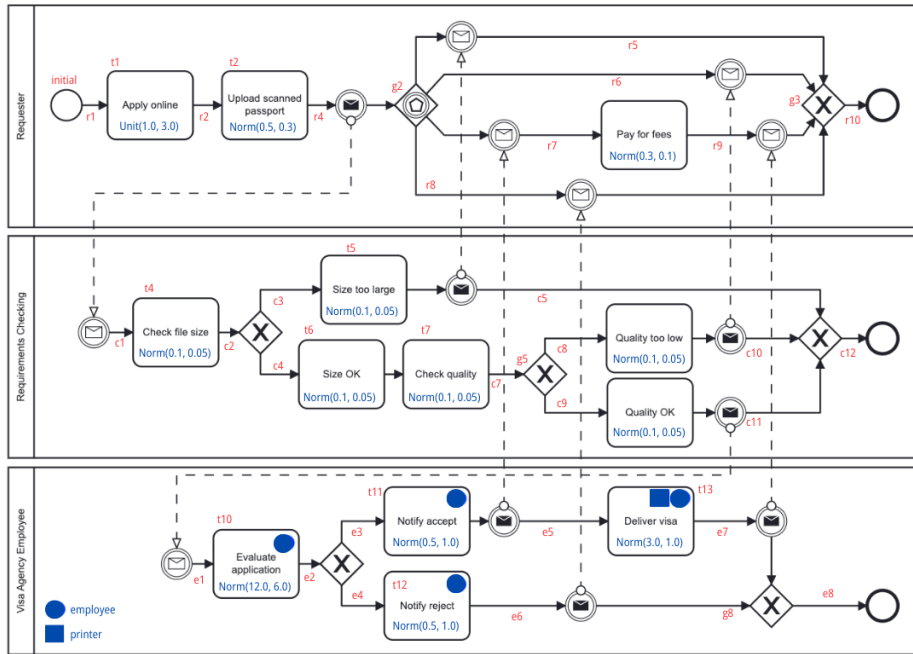 Requester
initial
r1
t1
Apply online
Unit(1.0, 3.0)
r2
t2
Upload scanned
passport
Norm(0.5, 0.3)
r4
g2
r5
r6
r7
Pay for fees
Norm(0.3, 0.1)
r9
r8
g3
X
r10
Requirements Checking
c1
t4
Check file size
Norm(0.1, 0.05)
c2
X
c3
c4
t5
Size too large
Norm(0.1, 0.05)
c5
t6
Size OK
Norm(0.1, 0.05)
t7
Check quality
Norm(0.1, 0.05)
c7
g5
X
c8
c9
Quality too low
Norm(0.1, 0.05)
c10
Quality OK
Norm(0.1, 0.05)
c11
X
c12
Visa Agency Employee
e1
t10
Evaluate
application
Norm(12.0, 6.0)
e2
X
e3
e4
t11
Notify accept
Norm(0.5, 1.0)
e5
t12
Notify reject
Norm(0.5, 1.0)
e6
t13
Deliver visa
Norm(3.0, 1.0)
e7
g8
X
e8
employee
printer